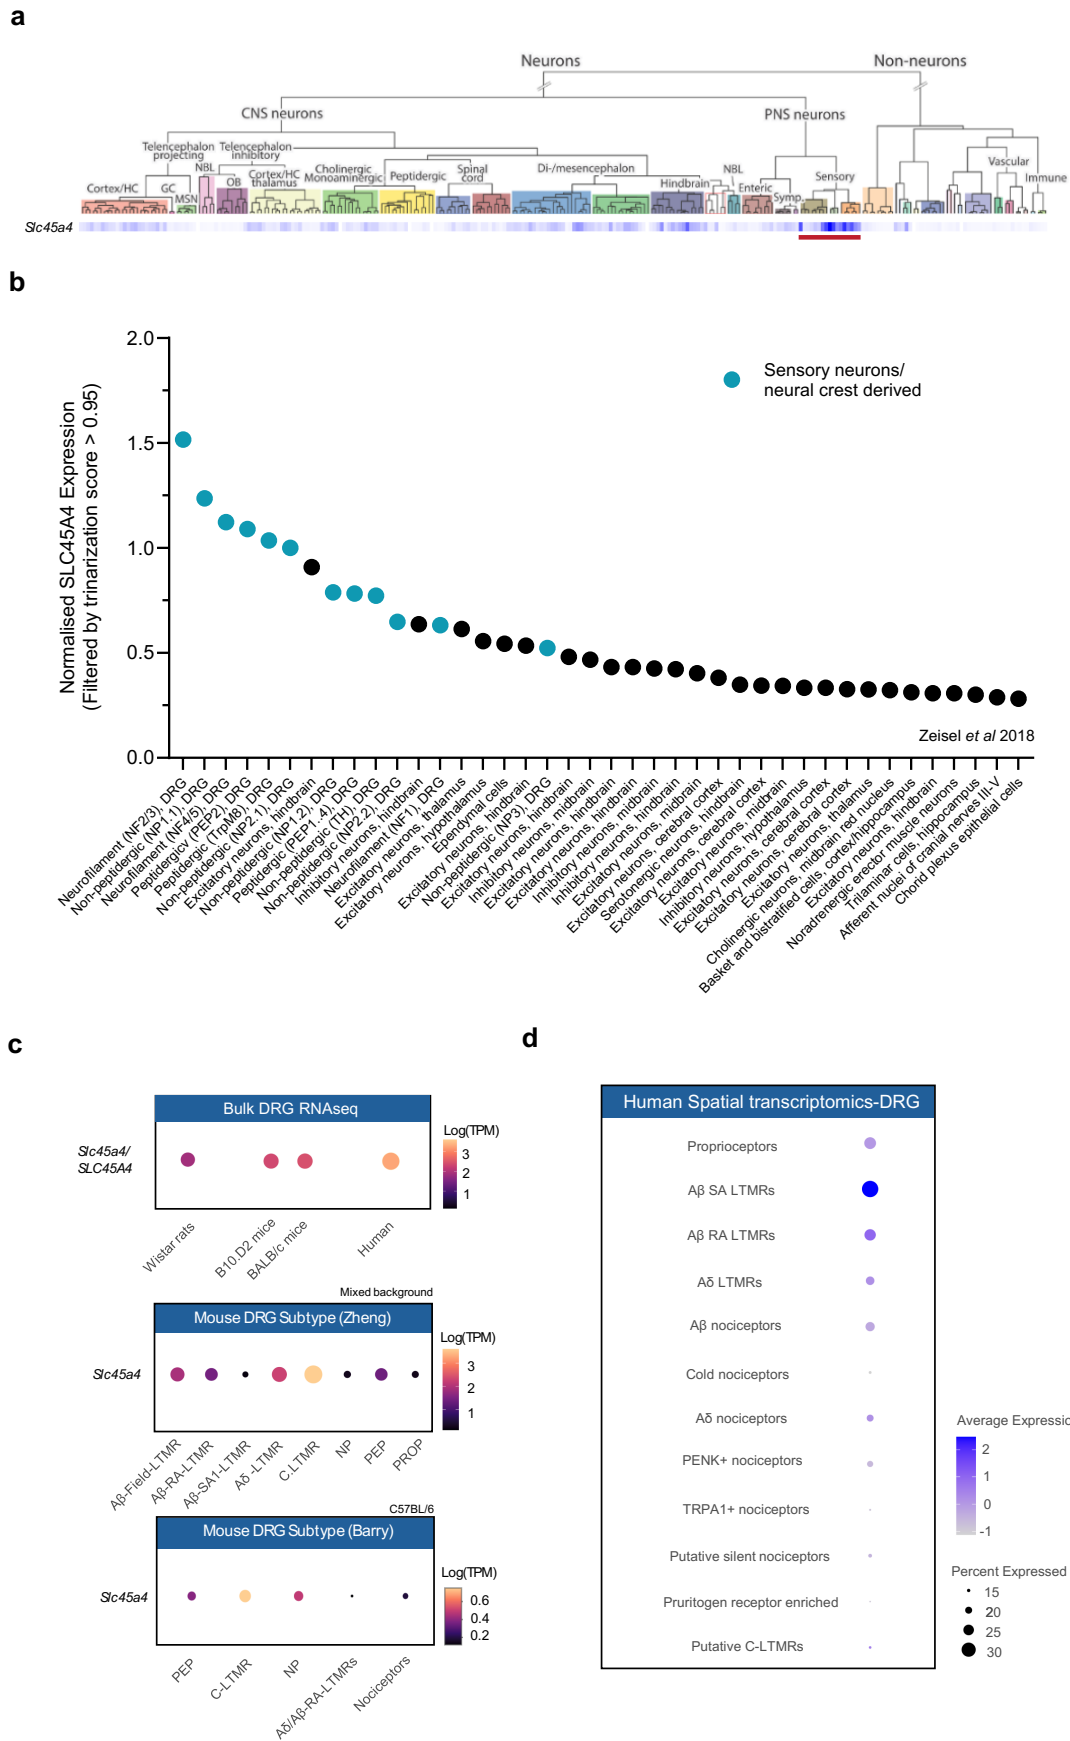 a
Neurons
Non-neurons
CNS neurons
PNS neurons
Telencephalon
projecting
Telencephalon
inhibitory
NBL
Cortex/HC
GC
MSN
OB
Cortex/HC
thalamus
Cholinergic
Monoaminergic
Peptidergic
Spinal
cord
Di-/mesencephalon
Hindbrain
NBL
Enteric
Symp.
Sensory
Vascular
Immune
Slc45a4
b
Normalised SLC45A4 Expression
(Filtered by trinarization score > 0.95)
2.0
1.5
1.0
0.5
0.0
Sensory neurons/
neural crest derived
Zeisel et al 2018
Neurofilament (NF2/3), DRG
Non-peptidergic (NP1.1), DRG
Neurofilament (NF4/5), DRG
Peptidergicv (PEP2), DRG
Peptidergic (TrpM8), DRG
Non-peptidergic (NP2.1), DRG
Excitatory neurons, hindbrain
Non-peptidergic (NP1.2), DRG
Peptidergic (PEP1..4), DRG
Non-peptidergic (TH), DRG
Non-peptidergic (NP2.2), DRG
Inhibitory neurons, hindbrain
Neurofilament (NF1), DRG
Excitatory neurons, thalamus
Excitatory neurons, hypothalamus
Ependymal cells
Excitatory neurons, hindbrain
Non-peptidergic (NP3), DRG
Excitatory neurons, hindbrain
Inhibitory neurons, midbrain
Excitatory neurons, hindbrain
Excitatory neurons, hindbrain
Inhibitory neurons, midbrain
Inhibitory neurons, hindbrain
Excitatory neurons, midbrain
Serotonergic neurons, cerebral cortex
Excitatory neurons, hindbrain
Excitatory neurons, cerebral cortex
Excitatory neurons, midbrain
Inhibitory neurons, hypothalamus
Excitatory neurons, cerebral cortex
Excitatory neurons, cerebral cortex
Excitatory neurons, thalamus
Cholinergic neurons, midbrain red nucleus
Basket and bistratified cells, cortex/hippocampus
Excitatory neurons, hindbrain
Noradrenergic erector muscle neurons
Trilaminar cells, hippocampus
Afferent nuclei of cranial nerves III-V
Chorid plexus epithelial cells
c
Bulk DRG RNAseq
Slc45a4/
SLC45A4
Log(TPM)
3
2
1
Wistar rats
B10.D2 mice
BALB/c mice
Human
Mixed background
Mouse DRG Subtype (Zheng)
Slc45a4
Log(TPM)
3
2
1
Aβ-Field-LTMR
Aβ-RA-LTMR
Aβ-SA1-LTMR
Aδ -LTMR
C.LTMR
NP
PEP
PROP
C57BL/6
Mouse DRG Subtype (Barry)
Slc45a4
Log(TPM)
0.6
0.4
0.2
PEP
C-LTMR
NP
Aδ/Aβ-RA-LTMRs
Nociceptors
d
Human Spatial transcriptomics-DRG
Proprioceptors
Aβ SA LTMRs
Aβ RA LTMRs
Aδ LTMRs
Aβ nociceptors
Cold nociceptors
Aδ nociceptors
PENK+ nociceptors
TRPA1+ nociceptors
Putative silent nociceptors
Pruritogen receptor enriched
Putative C-LTMRs
Average Expressio
2
1
0
-1
Percent Expressed
15
20
25
30